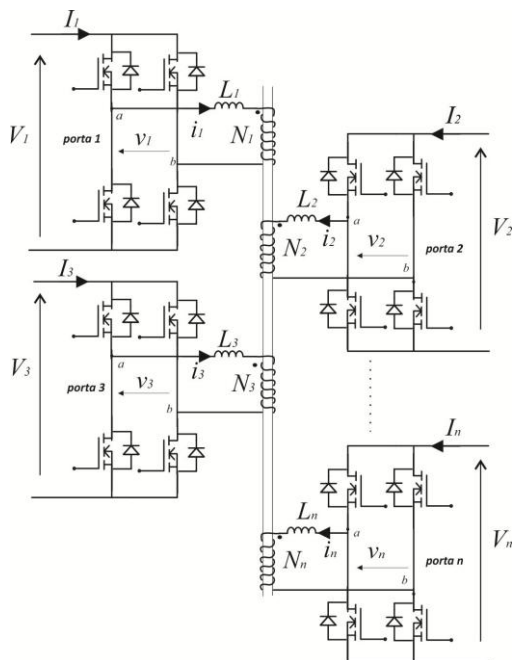 I1
L1
a
i1
N1
V1
porta 1
v1
b
I2
L2
a
i2
N2
V2
v2
porta 2
b
I3
L3
a
i3
N3
V3
porta 3
v3
b
In
Ln
a
in
Nn
Vn
vn
porta n
b